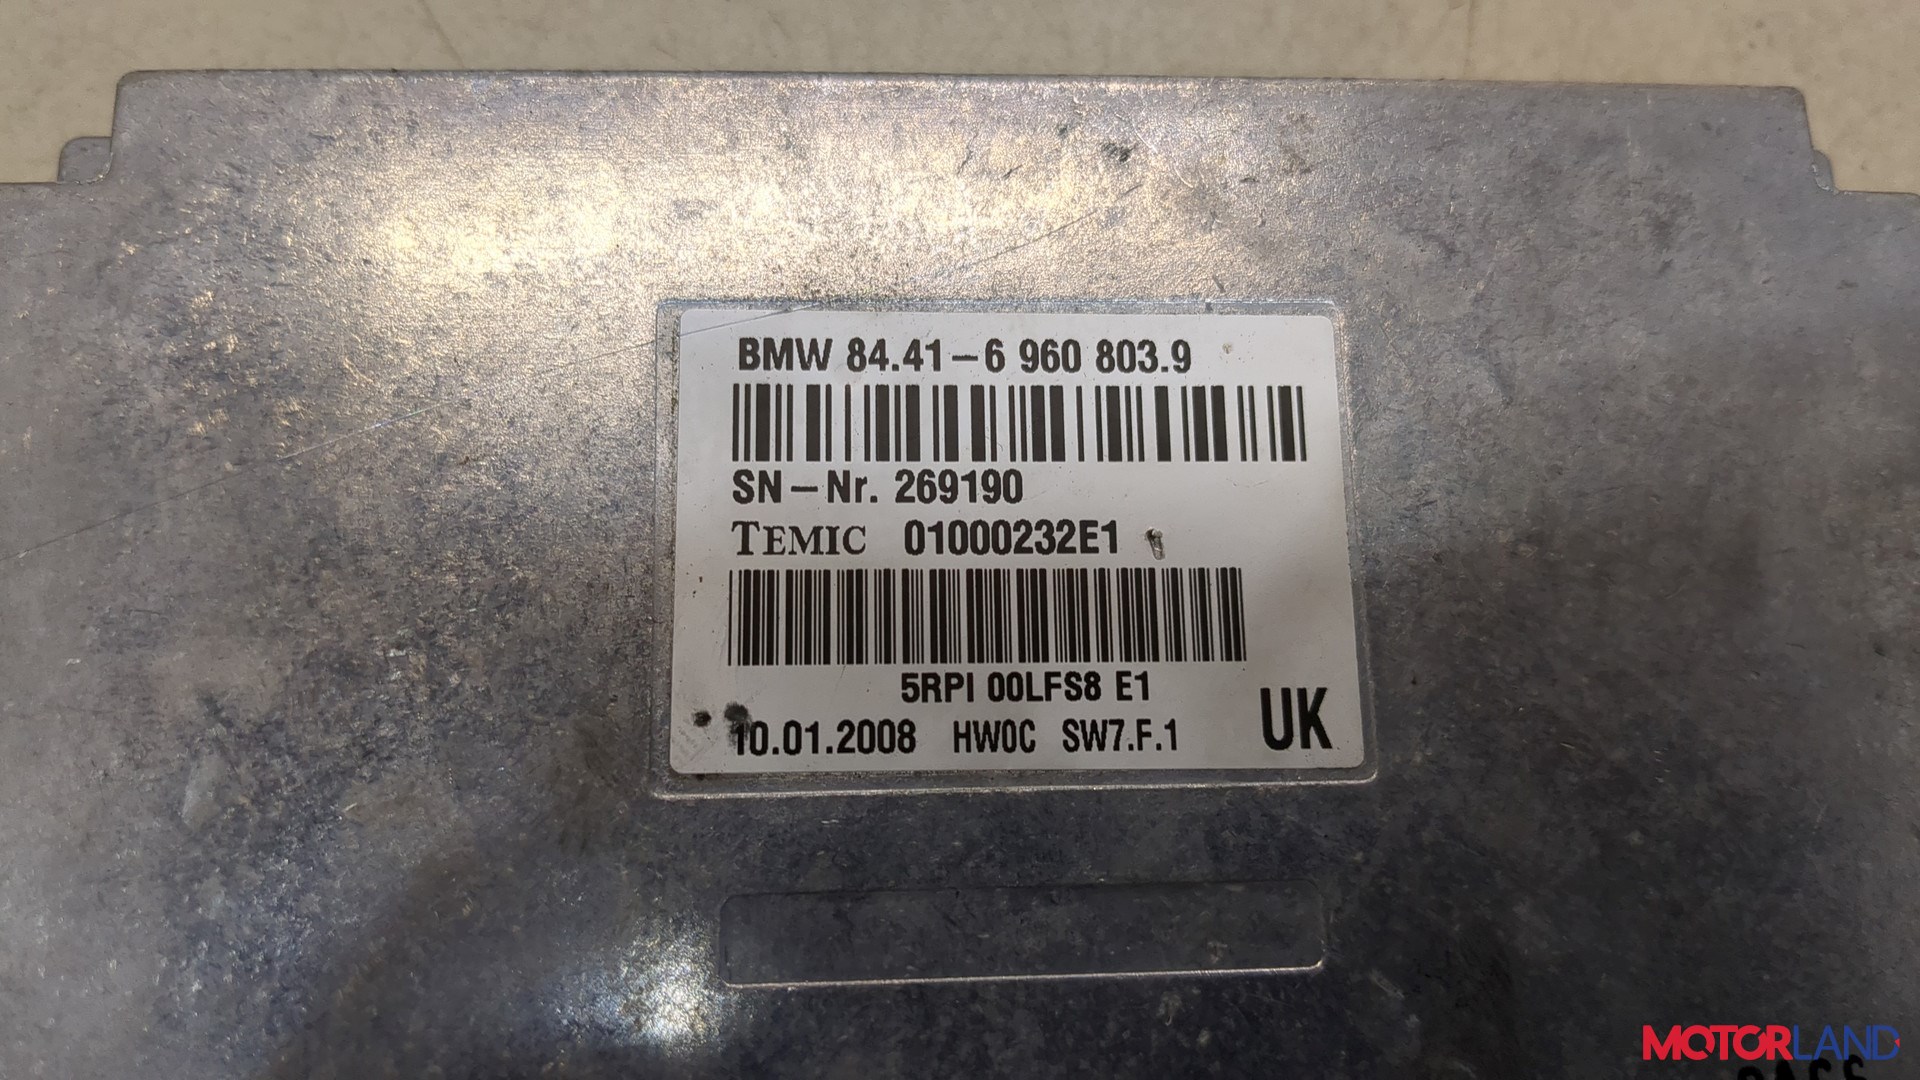 BMW 84.41–6 960 803.9
SN–Nr. 269190
TEMIC 01000232E1
5RPI 00LFS8 E1
10.01.2008 HW0C SW7.F.1 UK
MOTORLAND